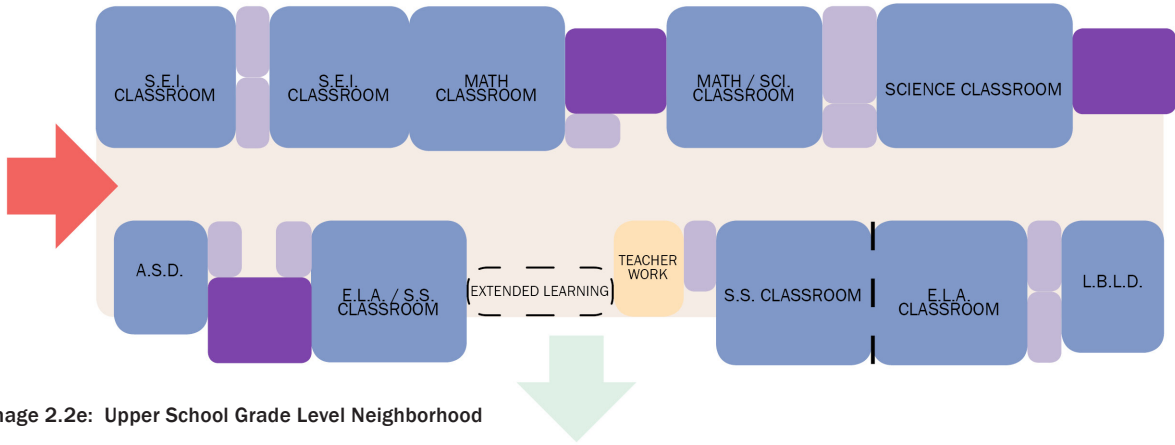 S.E.I.
CLASSROOM
S.E.I.
CLASSROOM
MATH
CLASSROOM
MATH / SCI.
CLASSROOM
SCIENCE CLASSROOM
A.S.D.
E.L.A. / S.S.
CLASSROOM
EXTENDED LEARNING
TEACHER
WORK
S.S. CLASSROOM
E.L.A.
CLASSROOM
L.B.L.D.
mage 2.2e: Upper School Grade Level Neighborhood